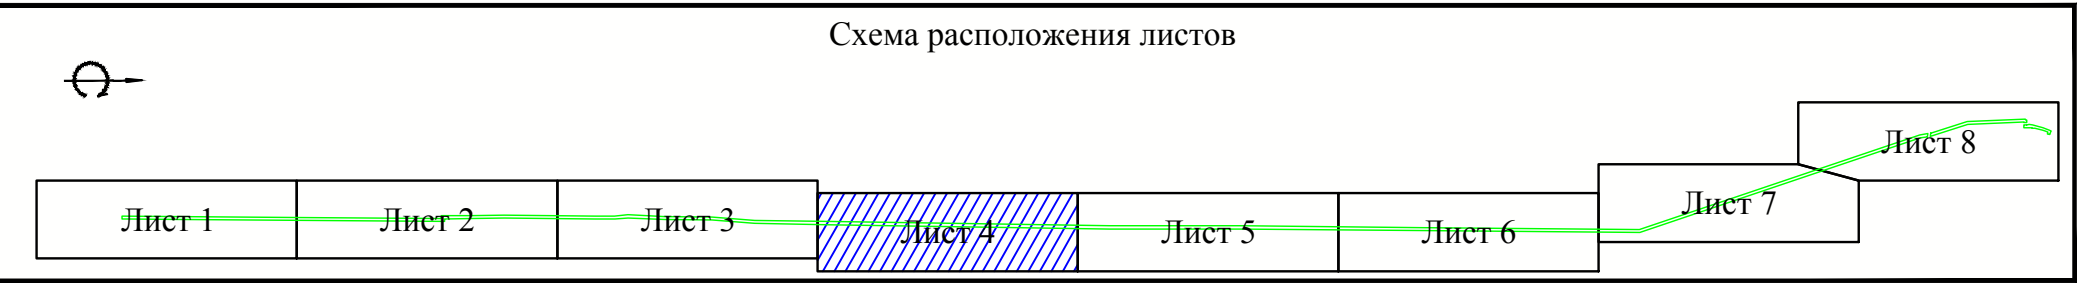 Схема расположения листов
Лист 1
Лист 2
Лист 3
Лист 4
Лист 5
Лист 6
Лист 7
Лист 8